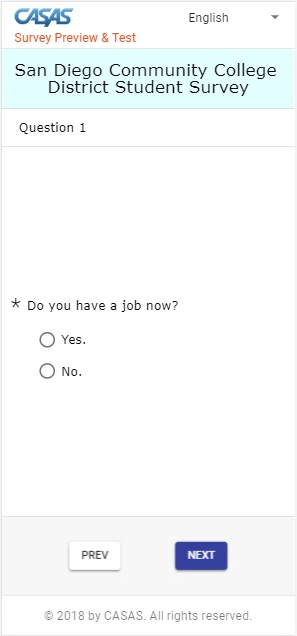 CASAS
English
Survey Preview & Test
San Diego Community College
District Student Survey
Question 1
* Do you have a job now?
Yes.
No.
PREV
NEXT
© 2018 by CASAS. All rights reserved.